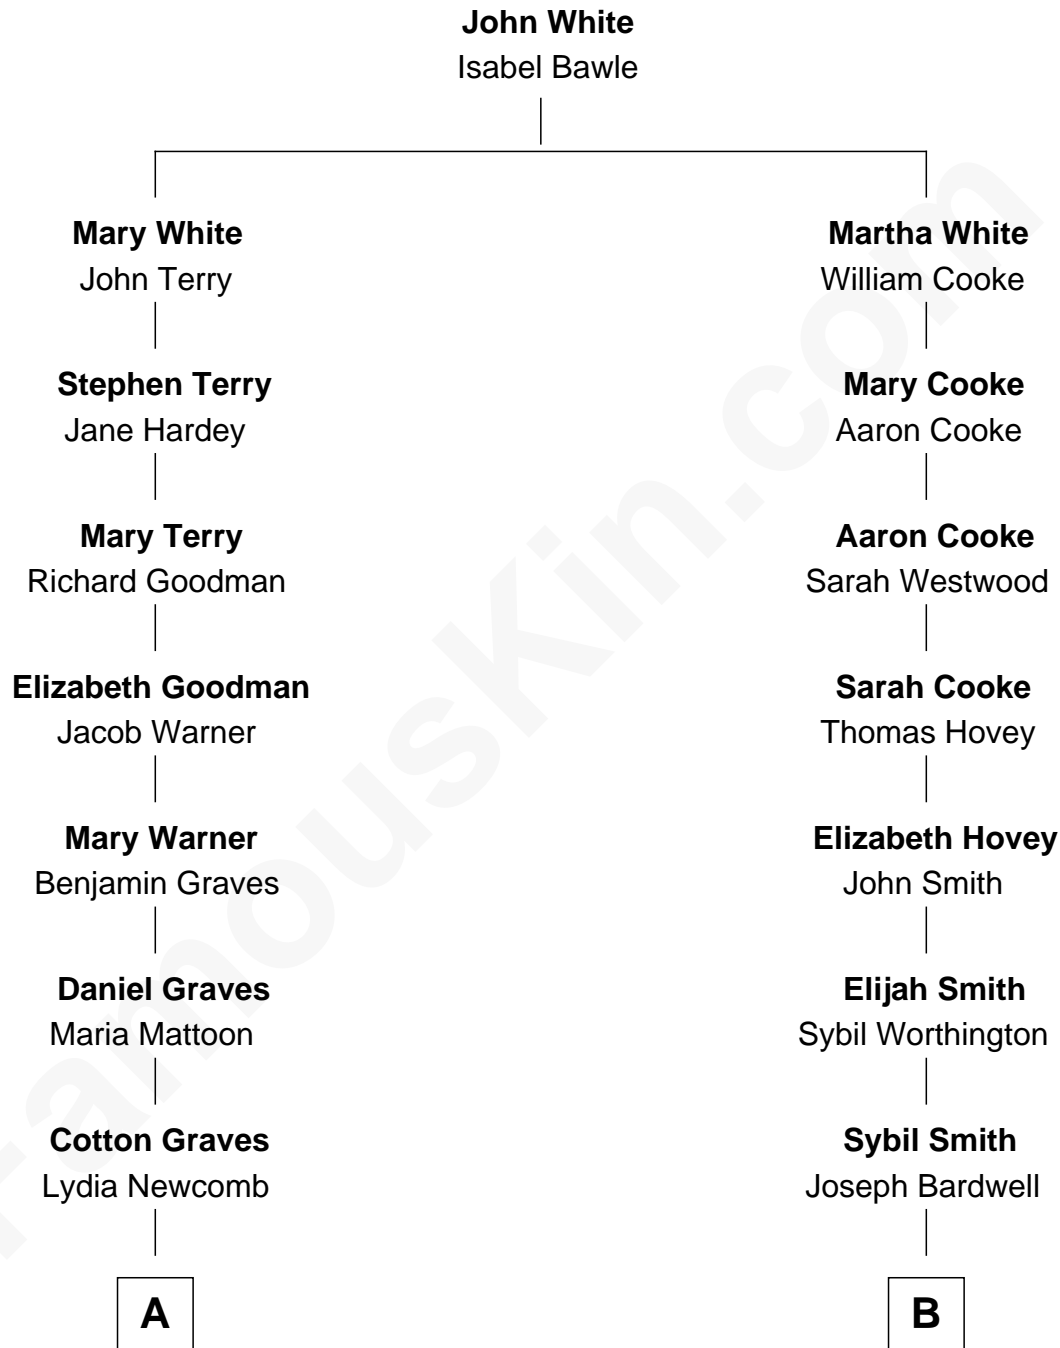 John White
Isabel Bawle
Mary White
John Terry
Martha White
William Cooke
Stephen Terry
Jane Hardey
Mary Cooke
Aaron Cooke
Mary Terry
Richard Goodman
Aaron Cooke
Sarah Westwood
Elizabeth Goodman
Jacob Warner
Sarah Cooke
Thomas Hovey
Mary Warner
Benjamin Graves
Elizabeth Hovey
John Smith
Daniel Graves
Maria Mattoon
Elijah Smith
Sybil Worthington
Cotton Graves
Lydia Newcomb
Sybil Smith
Joseph Bardwell
A
B
FamousKin.com